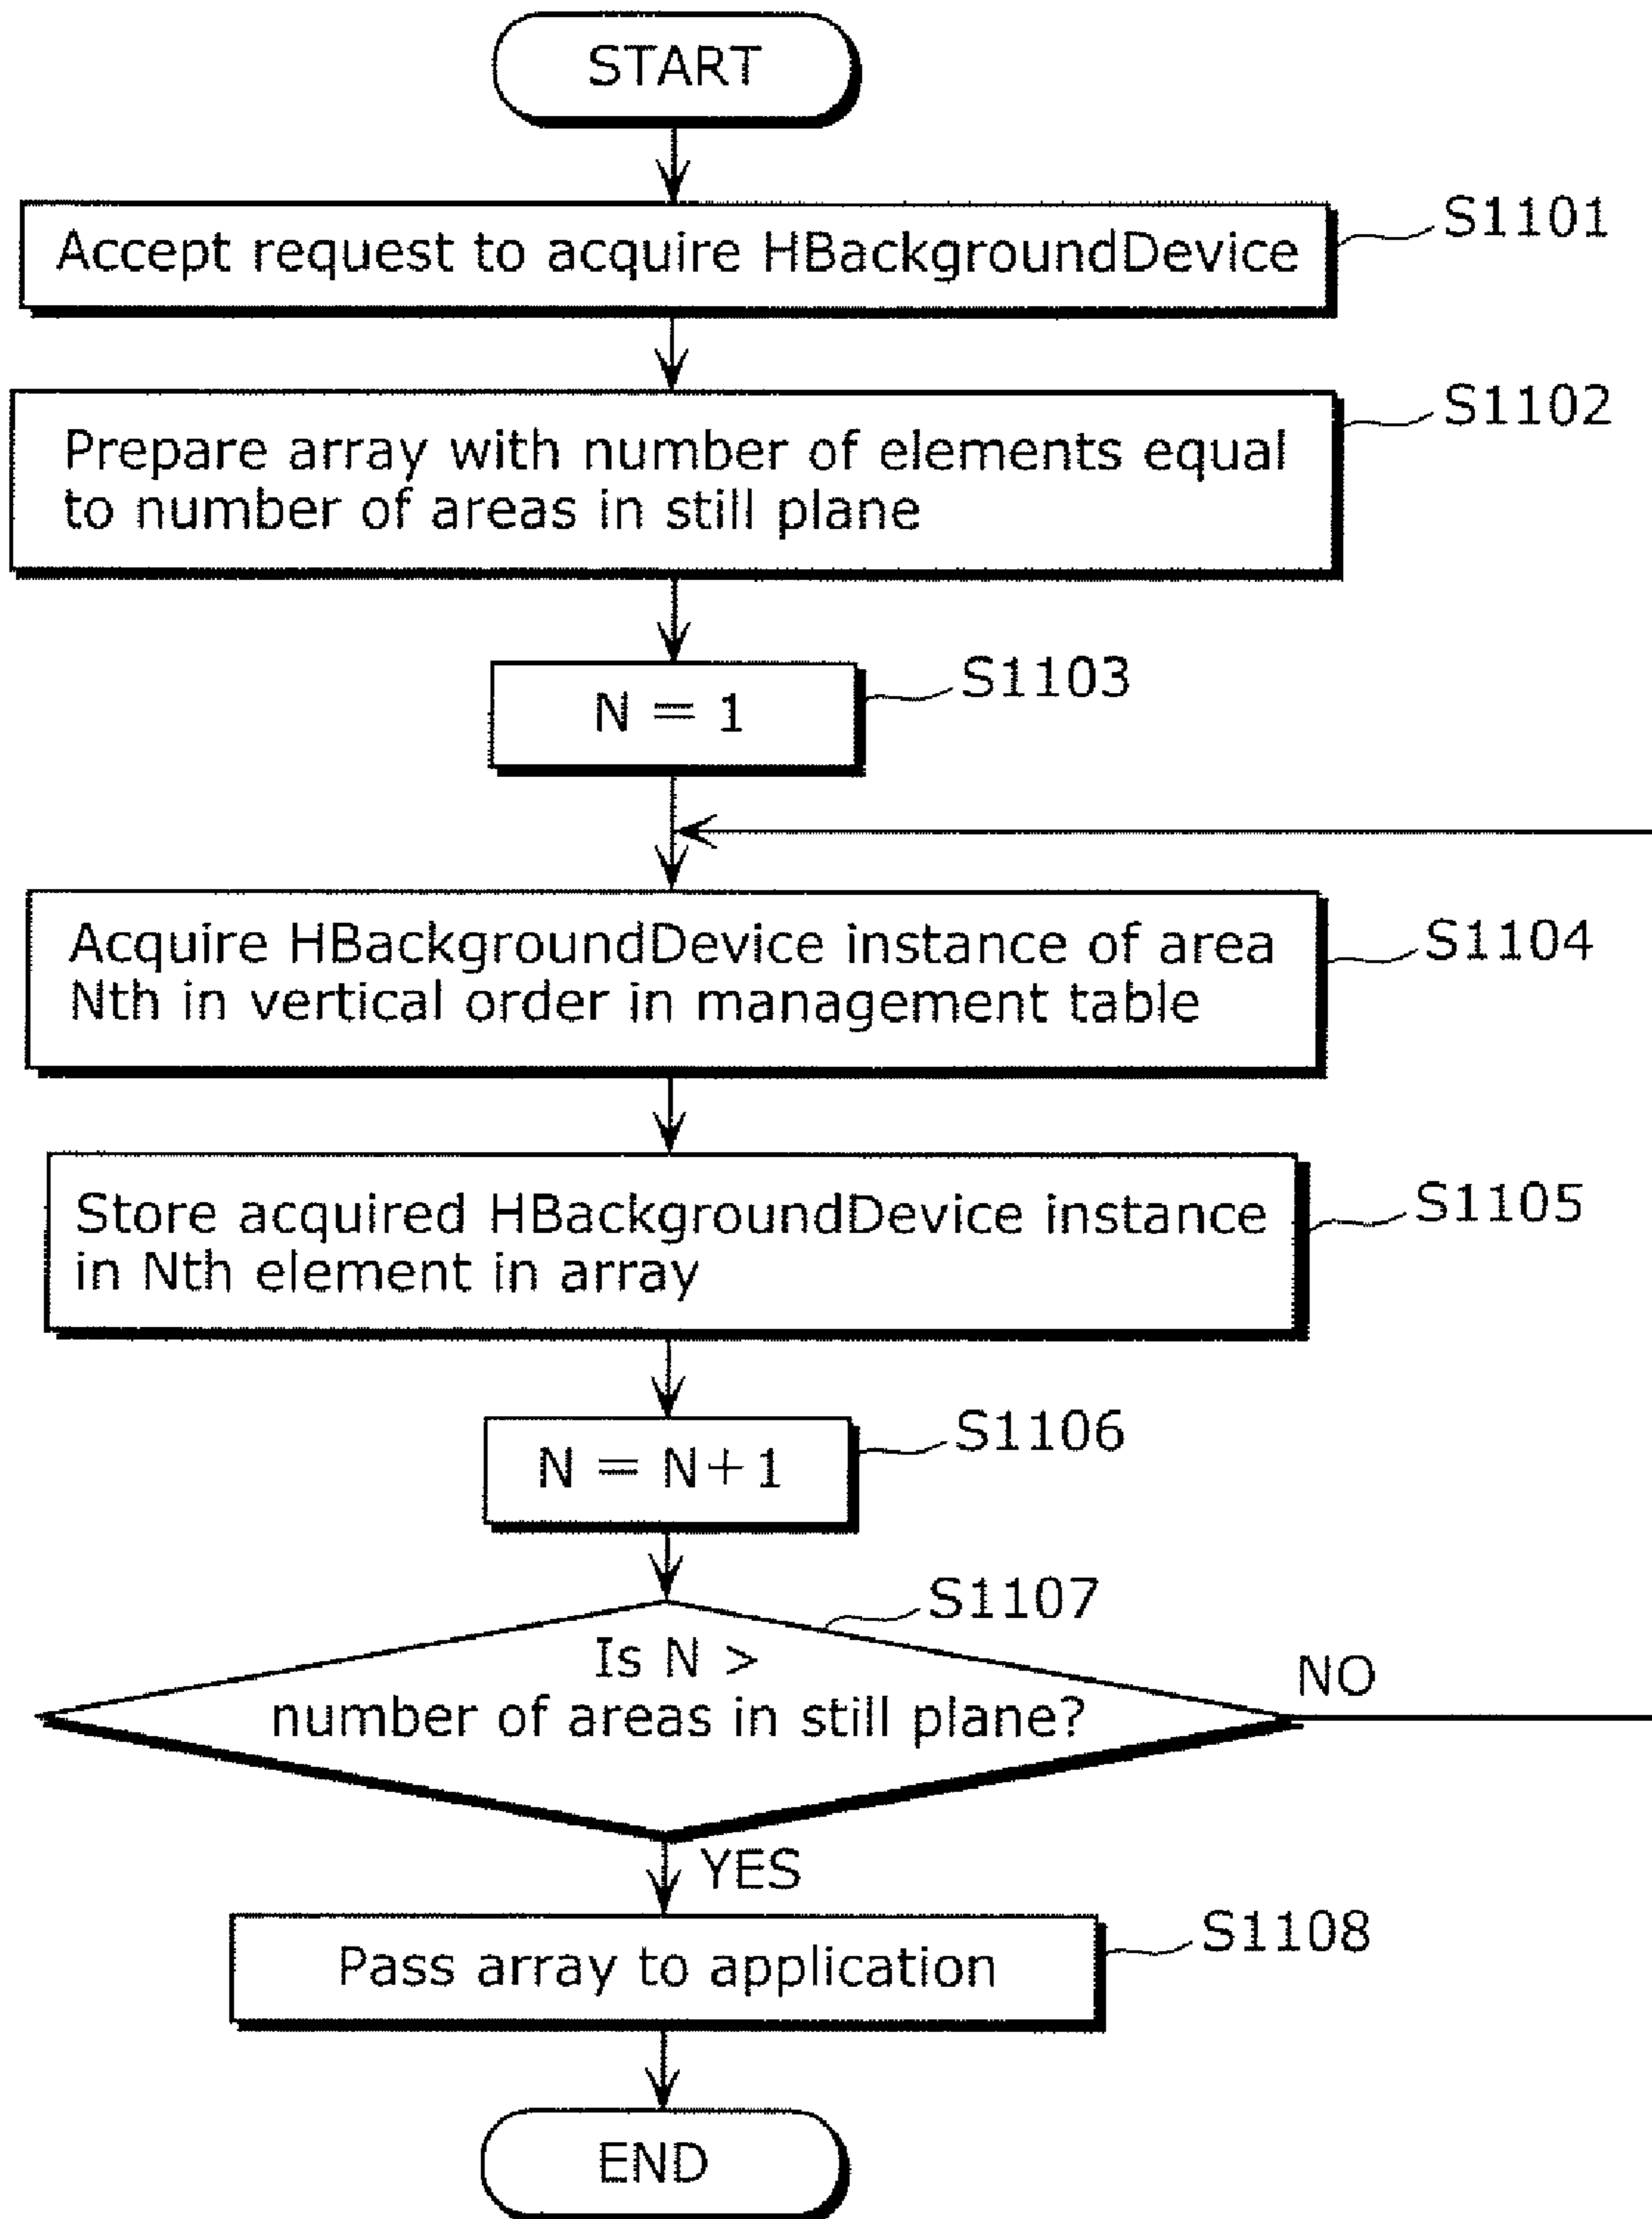 START
Accept request to acquire HBackgroundDevice
S1101
S1102
Prepare array with number of elements equal
to number of areas in still plane
S1103
N = 1
Acquire HBackgroundDevice instance of area
Nth in vertical order in management table
S1104
Store acquired HBackgroundDevice instance
in Nth element in array
S1105
S1106
N = N+1
S1107
Is N >
number of areas in still plane?
NO
YES
S1108
Pass array to application
END